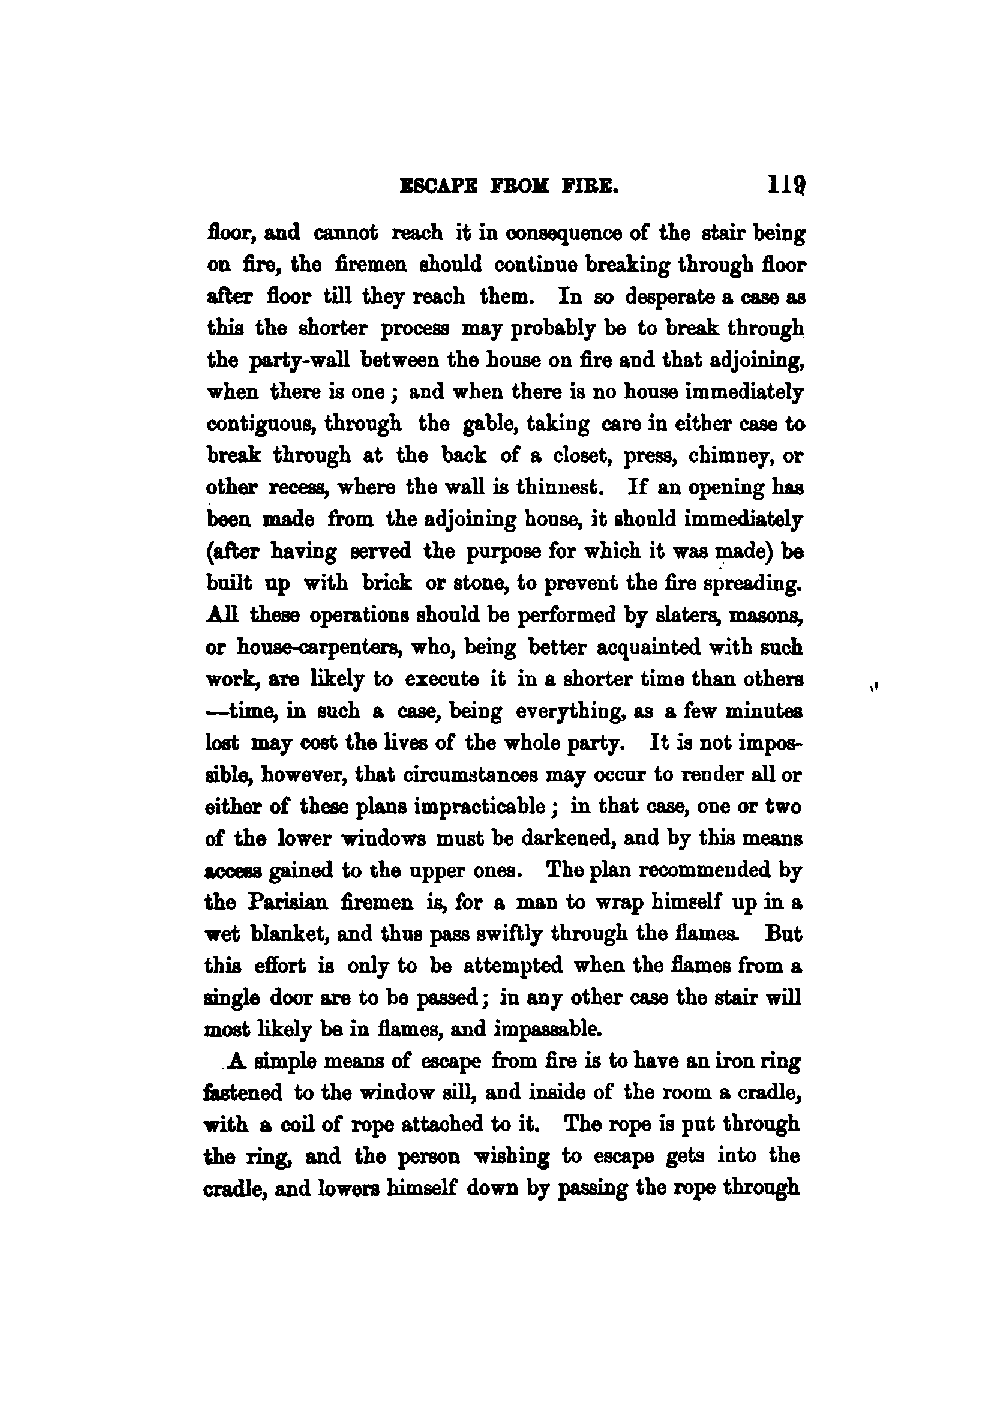 ESCAPE FROM FIRE. 119
floor, and cannot reach it in consequence of the stair being
on fire, the firemen should continue breaking through floor
after floor till they reach them. In so desperate a case as
this the shorter process may probably be to break through
the party-wall between the house on fire and that adjoining,
when there is one ; and when there is no house immediately
contiguous, through the gable, taking care in either case to
break through at the back of a closet, press, chimney, or
other recess, where the wall is thinnest. If an opening has
been made from the adjoining house, it should immediately
(after having served the purpose for which it was made) be
built up with brick or stone, to prevent the fire spreading.
All these operations should be performed by slaters, masons,
or house-carpenters, who, being better acquainted with such
work, are likely to execute it in a shorter time than others
—time, in such a case, being everything, as a few minutes
lost may cost the lives of the whole party. It is not impos-
sible, however, that circumstances may occur to render all or
either of these plans impracticable ; in that case, one or two
of the lower windows must be darkened, and by this means
access gained to the upper ones. The plan recommended by
the Parisian firemen is, for a man to wrap himself up in a
wet blanket, and thus pass swiftly through the flames. But
this effort is only to be attempted when the flames from a
single door are to be passed ; in any other case the stair will
most likely be in flames, and impassable.
A simple means of escape from fire is to have an iron ring
fastened to the window sill, and inside of the room a cradle,
with a coil of rope attached to it. The rope is put through
the ring, and the person wishing to escape gets into the
cradle, and lowers himself down by passing the rope through